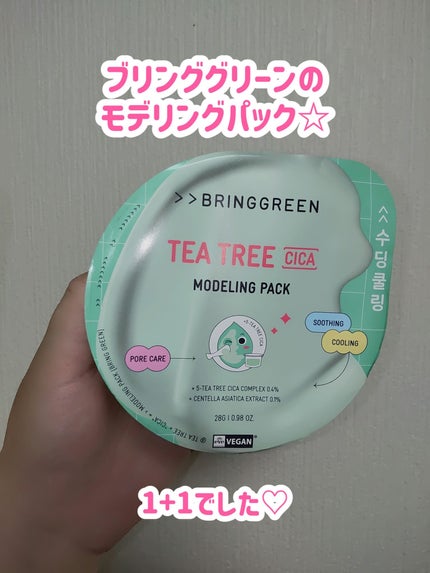 ブリンググリーンの
モデリングパック☆
>>BRINGGREEN
TEA TREE CICA
MODELING PACK
>>수딩쿨링
SOOTHING
COOLING
PORE CARE
+ 5-TEA TREE CICA COMPLEX 0.4%
+ CENTELLA ASIATICA EXTRACT 0.1%
28G | 0.98 OZ.
VEGAN
1+1でした♡